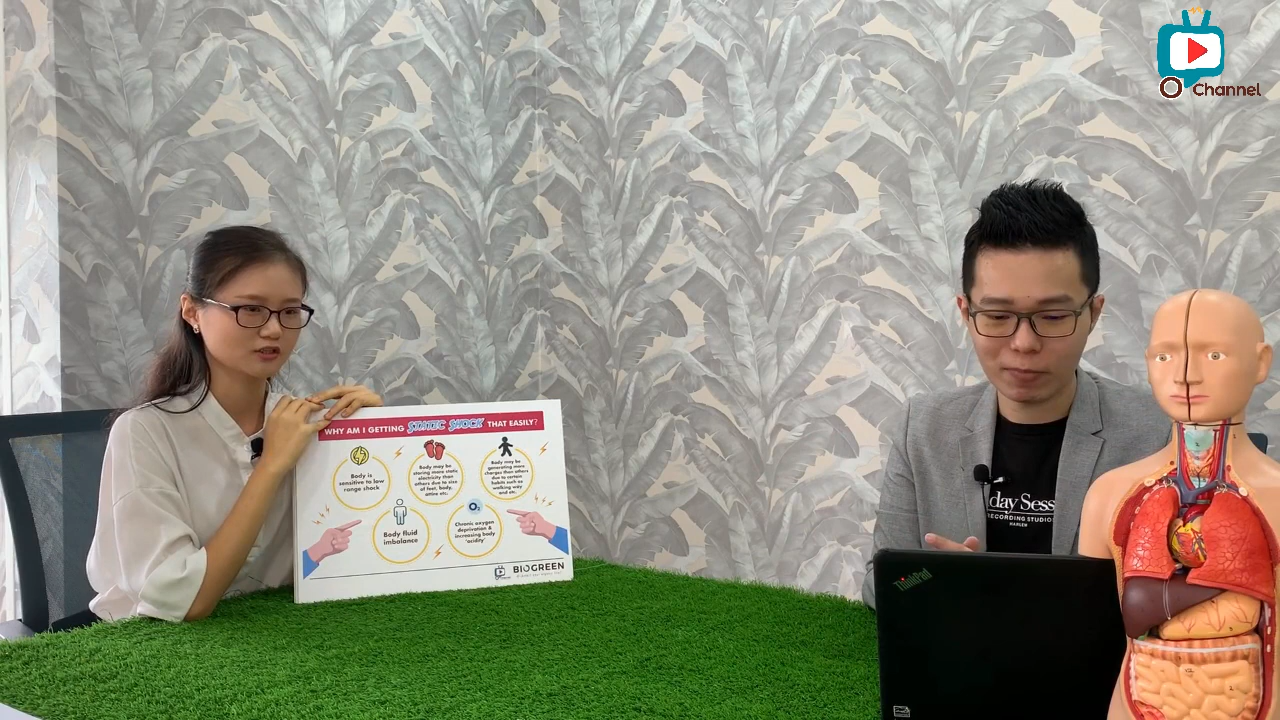 Channel
WHY AM I GETTING STATIC SHOCK THAT EASILY?
Body is
sensitive to low
range shock
Body may be
storing more static
electricity than
others due to size
of feet, body,
attire etc.
Body may be
generating more
charges than others
due to certain
habits such as
walking way
and etc.
Body fluid
imbalance
O₂
Chronic oxygen
deprivation &
increasing body
'acidity'
BIOGREEN
day Sess
RECORDING STUDIO
HARLEM
ThinkPad